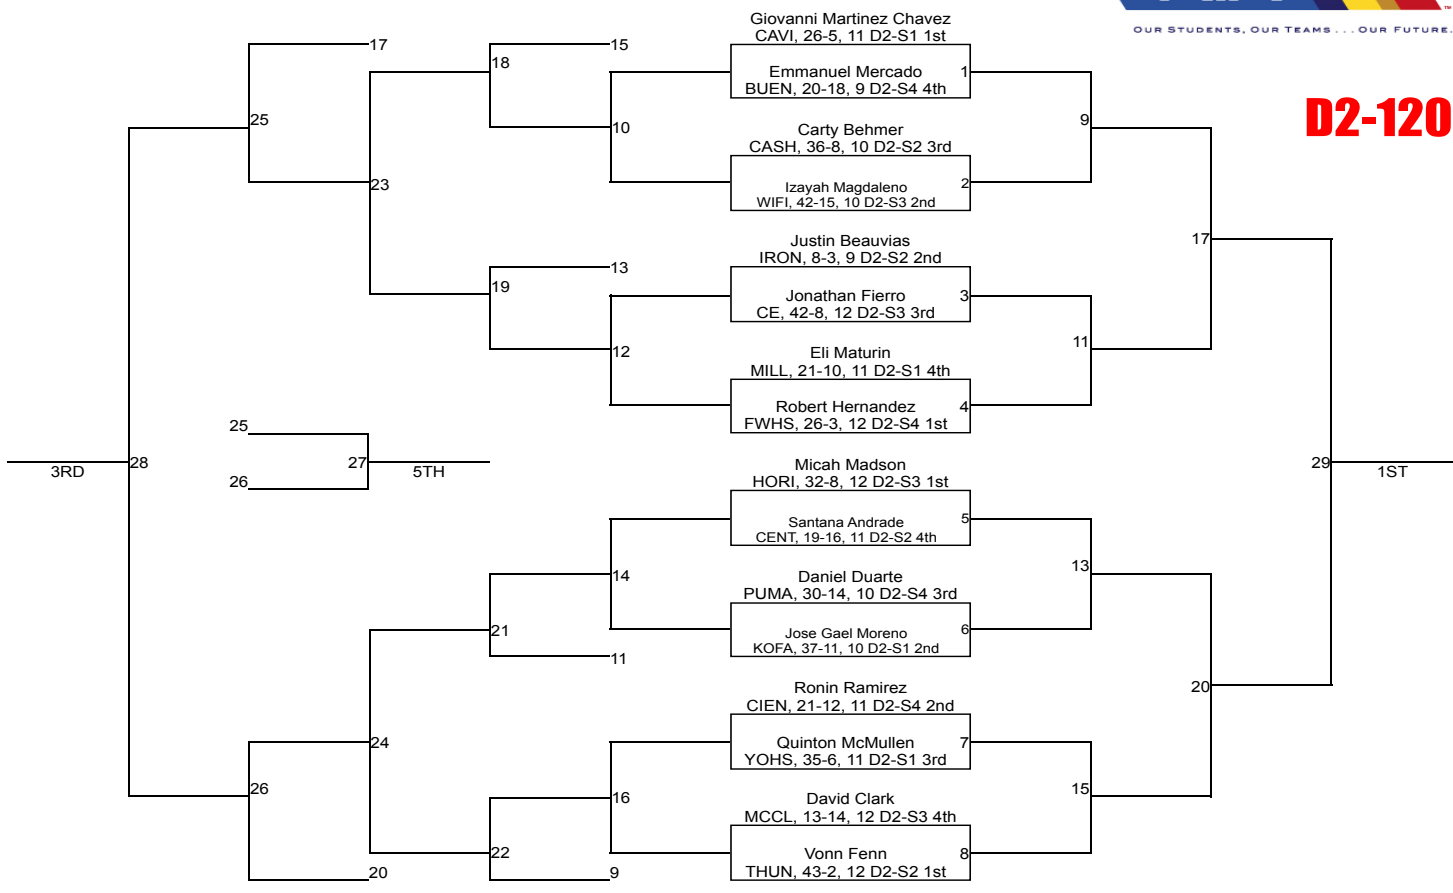 OUR STUDENTS, OUR TEAMS . . . OUR FUTURE.
TM
D2-120
Giovanni Martinez Chavez
CAVI, 26-5, 11 D2-S1 1st
Emmanuel Mercado
BUEN, 20-18, 9 D2-S4 4th
1
Carty Behmer
CASH, 36-8, 10 D2-S2 3rd
Izayah Magdaleno
WIFI, 42-15, 10 D2-S3 2nd
2
Justin Beauvias
IRON, 8-3, 9 D2-S2 2nd
Jonathan Fierro
CE, 42-8, 12 D2-S3 3rd
3
Eli Maturin
MILL, 21-10, 11 D2-S1 4th
Robert Hernandez
FWHS, 26-3, 12 D2-S4 1st
4
Micah Madson
HORI, 32-8, 12 D2-S3 1st
Santana Andrade
CENT, 19-16, 11 D2-S2 4th
5
Daniel Duarte
PUMA, 30-14, 10 D2-S4 3rd
Jose Gael Moreno
KOFA, 37-11, 10 D2-S1 2nd
6
Ronin Ramirez
CIEN, 21-12, 11 D2-S4 2nd
Quinton McMullen
YOHS, 35-6, 11 D2-S1 3rd
7
David Clark
MCCL, 13-14, 12 D2-S3 4th
Vonn Fenn
THUN, 43-2, 12 D2-S2 1st
8
9
11
13
15
17
20
29
1ST
15
10
13
12
14
11
16
9
18
19
21
22
17
23
24
20
25
26
25
26
27
5TH
28
3RD